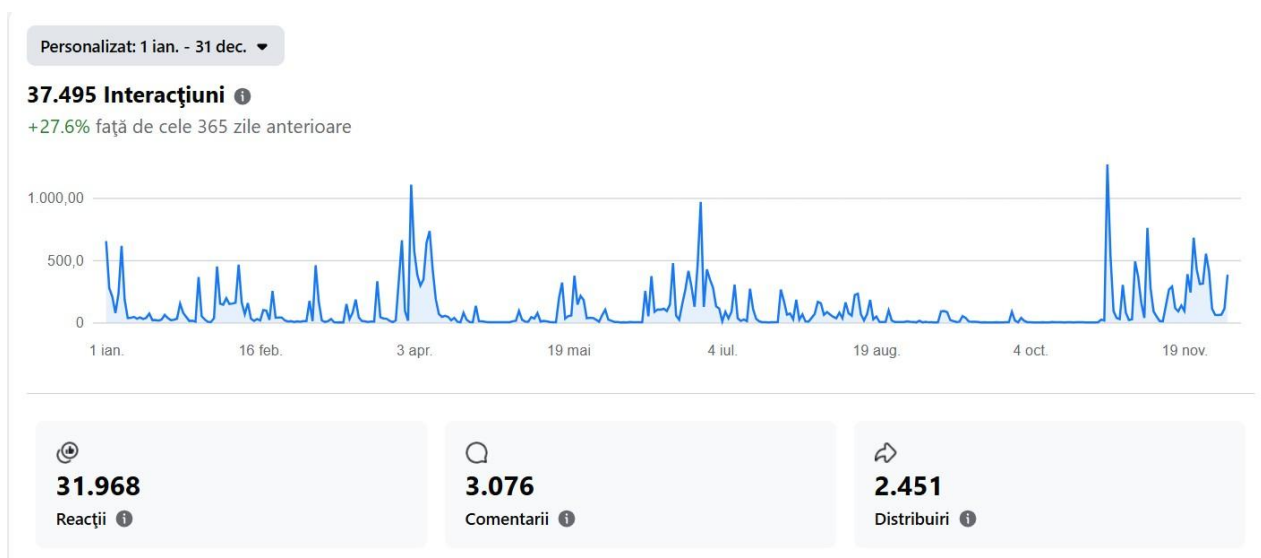 Personalizat: 1 ian. - 31 dec.
37.495 Interacţiuni
+27.6% faţă de cele 365 zile anterioare
1.000,00
500,0
0
1 ian. 16 feb. 3 apr. 19 mai 4 iul. 19 aug. 4 oct. 19 nov.
31.968 3.076 2.451
Reacţii Comentarii Distribuiri